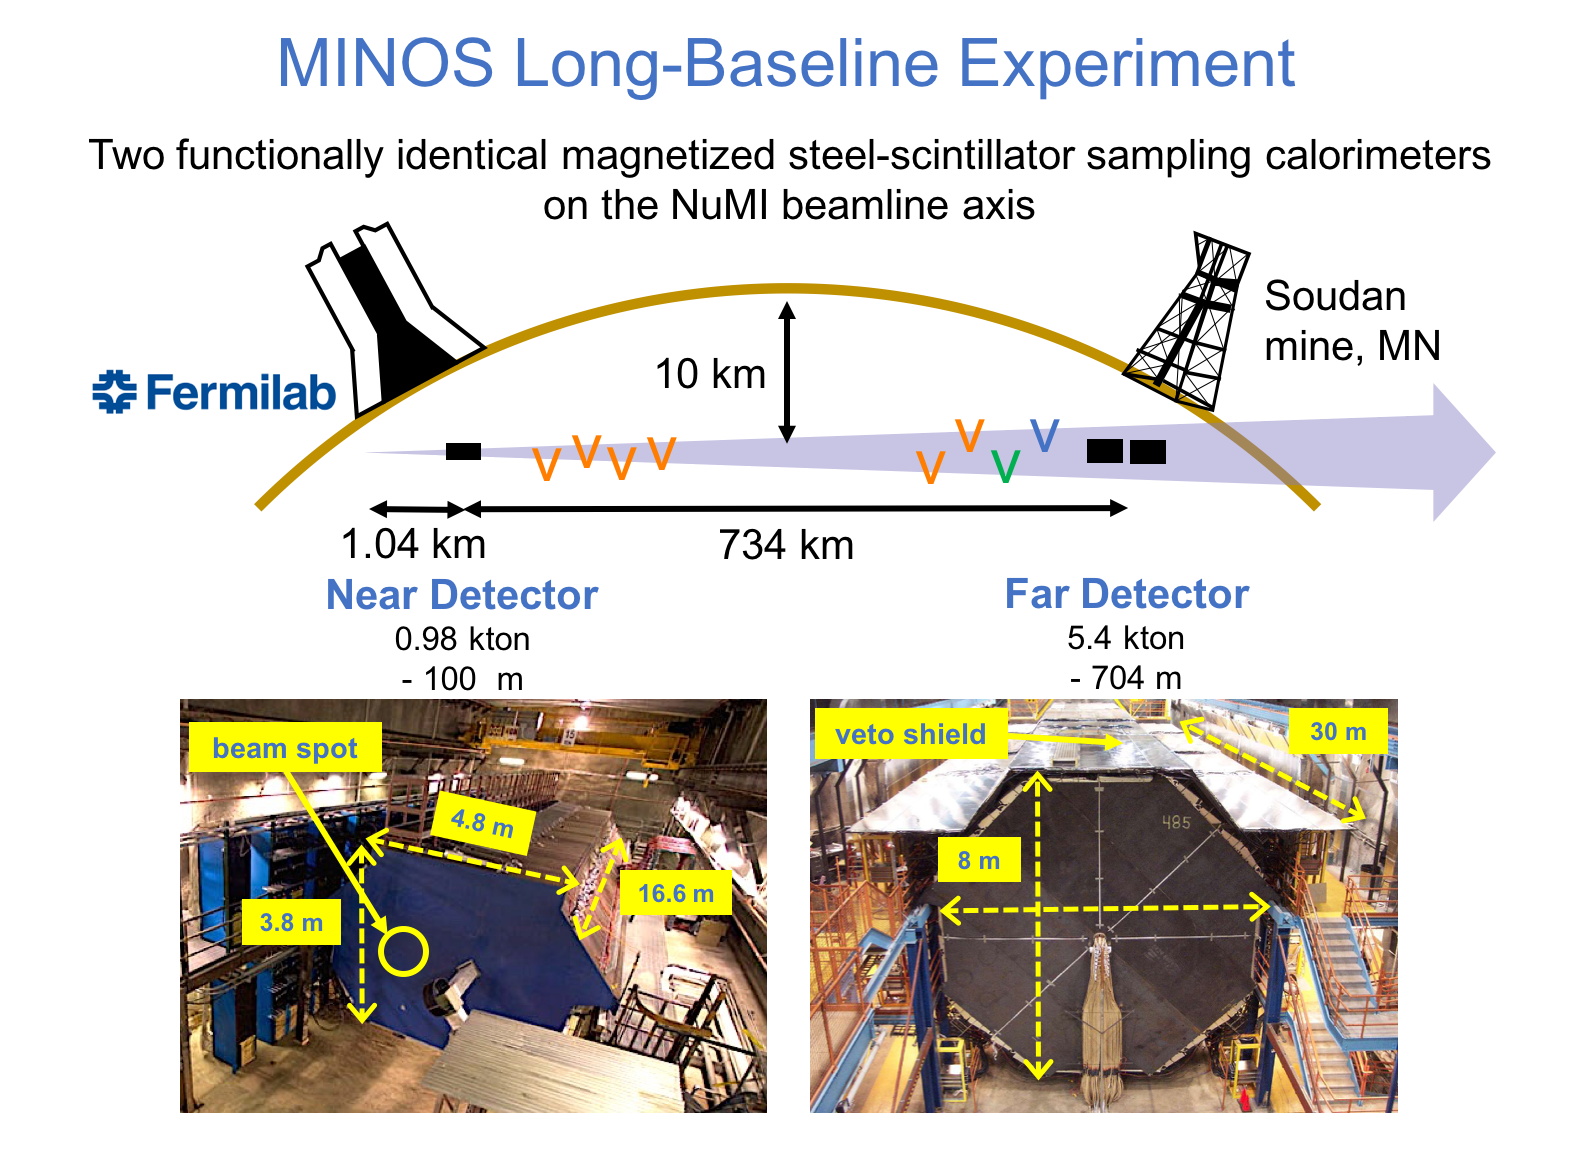 MINOS Long-Baseline Experiment
Two functionally identical magnetized steel-scintillator sampling calorimeters
on the NuMI beamline axis
Soudan
mine, MN
10 km
Fermilab
ν ν ν ν ν ν ν ν
1.04 km
734 km
Near Detector
0.98 kton
- 100 m
Far Detector
5.4 kton
- 704 m
beam spot
15
4.8 m
16.6 m
3.8 m
veto shield
30 m
485
8 m